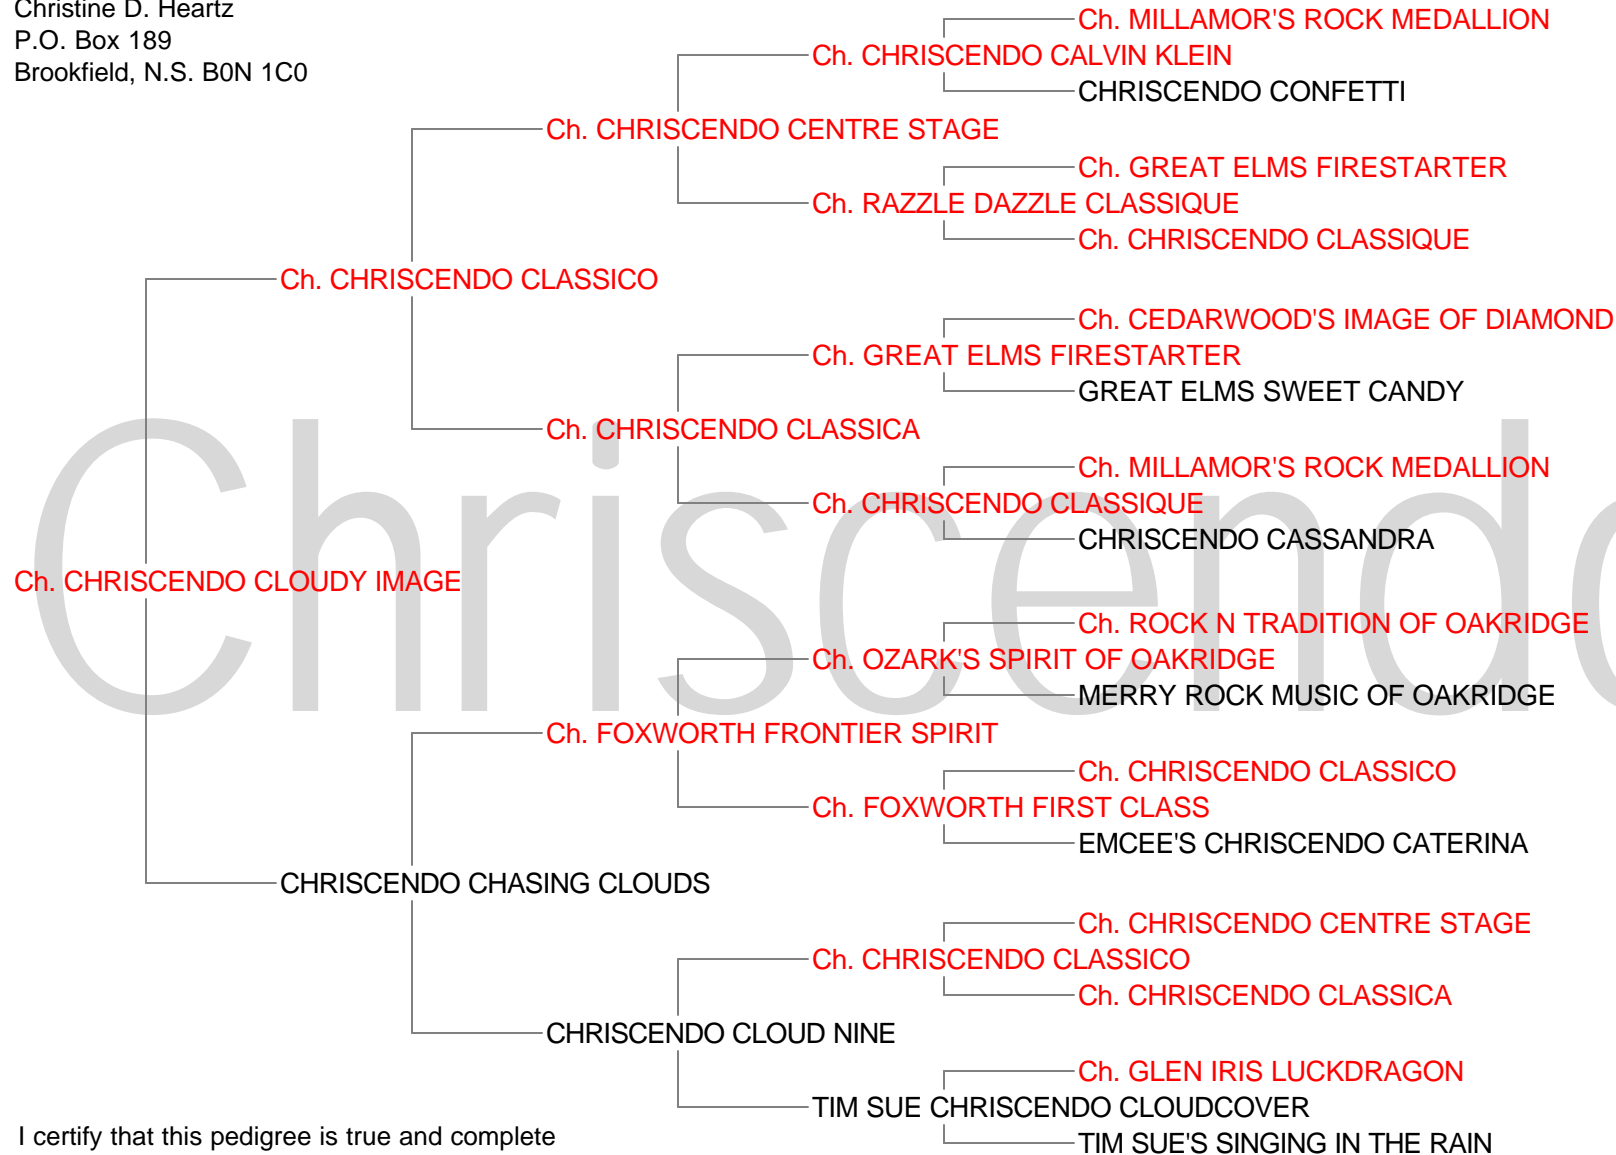 Christine D. Heartz
P.O. Box 189
Brookfield, N.S. B0N 1C0
Ch. MILLAMOR'S ROCK MEDALLION
Ch. CHRISCENDO CALVIN KLEIN
CHRISCENDO CONFETTI
Ch. CHRISCENDO CENTRE STAGE
Ch. GREAT ELMS FIRESTARTER
Ch. RAZZLE DAZZLE CLASSIQUE
Ch. CHRISCENDO CLASSIQUE
Ch. CHRISCENDO CLASSICO
Ch. CEDARWOOD'S IMAGE OF DIAMOND
Ch. GREAT ELMS FIRESTARTER
GREAT ELMS SWEET CANDY
Ch. CHRISCENDO CLASSICA
Ch. MILLAMOR'S ROCK MEDALLION
Ch. CHRISCENDO CLASSIQUE
CHRISCENDO CASSANDRA
Chriscendo
Ch. CHRISCENDO CLOUDY IMAGE
Ch. ROCK N TRADITION OF OAKRIDGE
Ch. OZARK'S SPIRIT OF OAKRIDGE
MERRY ROCK MUSIC OF OAKRIDGE
Ch. FOXWORTH FRONTIER SPIRIT
Ch. CHRISCENDO CLASSICO
Ch. FOXWORTH FIRST CLASS
EMCEE'S CHRISCENDO CATERINA
CHRISCENDO CHASING CLOUDS
Ch. CHRISCENDO CENTRE STAGE
Ch. CHRISCENDO CLASSICO
Ch. CHRISCENDO CLASSICA
CHRISCENDO CLOUD NINE
Ch. GLEN IRIS LUCKDRAGON
TIM SUE CHRISCENDO CLOUDCOVER
TIM SUE'S SINGING IN THE RAIN
I certify that this pedigree is true and complete